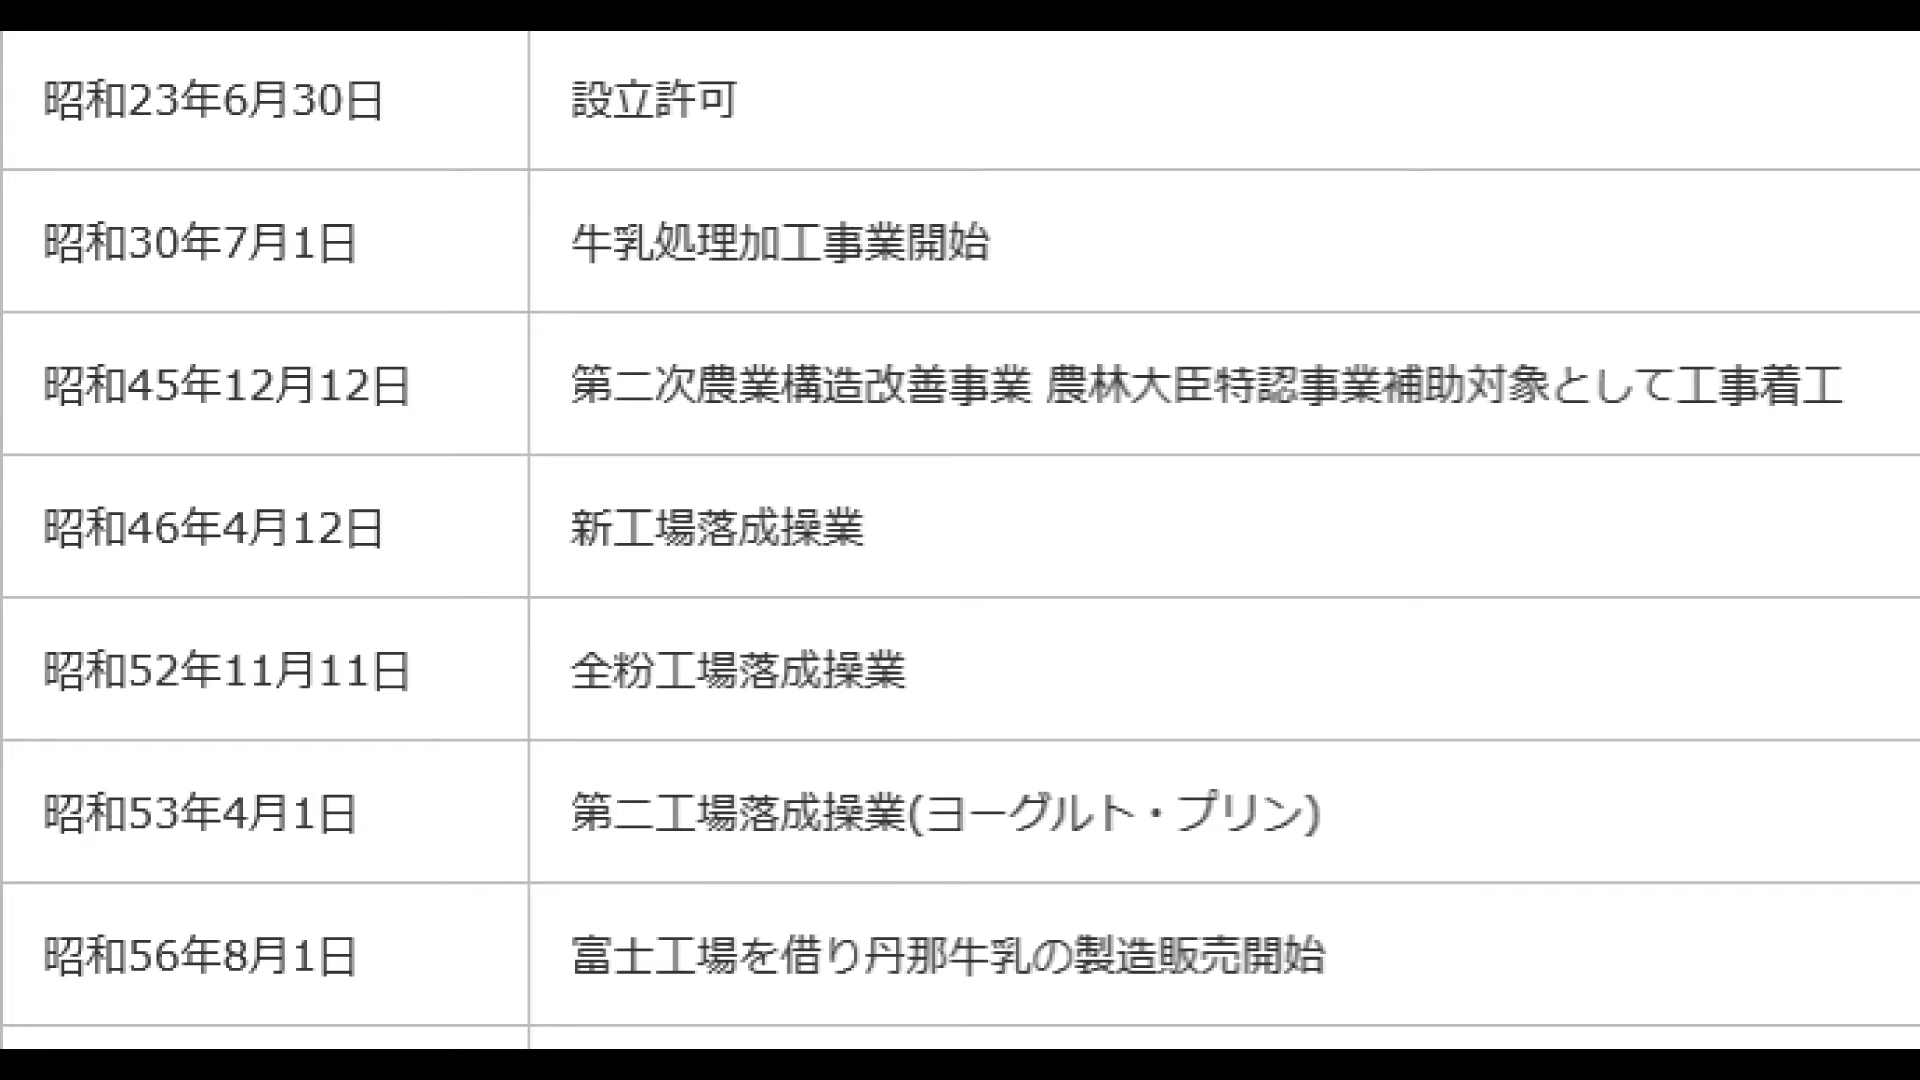 昭和23年6月30日 設立許可
昭和30年7月1日 牛乳処理加工事業開始
昭和45年12月12日 第二次農業構造改善事業 農林大臣特認事業補助対象として工事着工
昭和46年4月12日 新工場落成操業
昭和52年11月11日 全粉工場落成操業
昭和53年4月1日 第二工場落成操業(ヨーグルト・プリン)
昭和56年8月1日 富士工場を借り丹那牛乳の製造販売開始